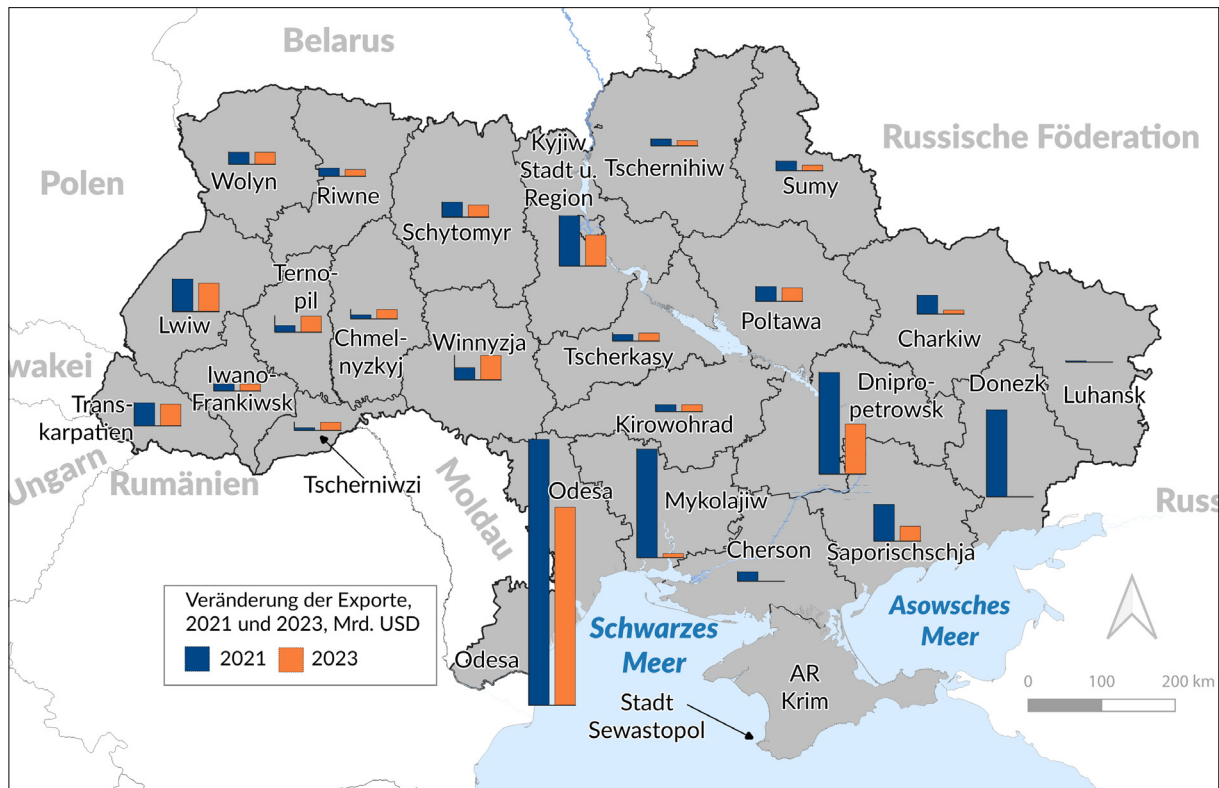 Belarus
Russische Föderation
Polen
Kyjiw
Stadt u.
Region
Tschernihiw
Wolyn
Riwne
Sumy
Schytomyr
Terno-
pil
Lwiw
Chmel-
nyzkyj
Winnyzja
Tscherkasy
Poltawa
Charkiw
wakei
Iwano-
Frankiwsk
Trans-
karpatien
Kirowohrad
Dnipro-
petrowsk
Donezk
Luhansk
Ungarn
Rumänien
Tscherniwzi
Moldau
Odesa
Mykolajiw
Cherson
Saporischschja
Russ
Veränderung der Exporte,
2021 und 2023, Mrd. USD
2021
2023
Odesa
Schwarzes
Meer
Asowsches
Meer
AR
Krim
Stadt
Sewastopol
0
100
200 km